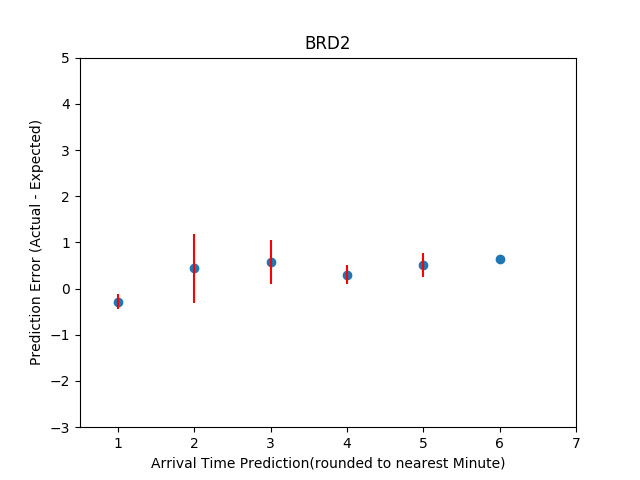 BRD2
5
4
3
2
1
0
−1
−2
−3
Prediction Error (Actual - Expected)
1 2 3 4 5 6 7
Arrival Time Prediction(rounded to nearest Minute)